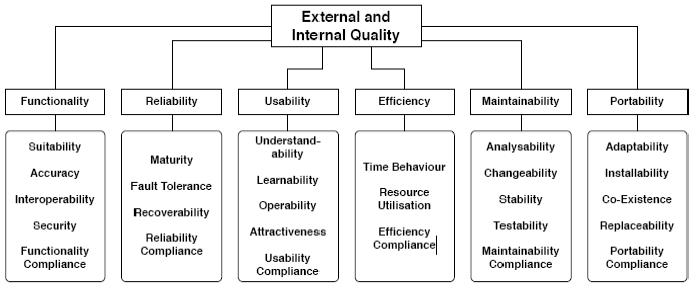 External and
Internal Quality
Functionality
Reliability
Usability
Efficiency
Maintainability
Portability
Suitability
Accuracy
Interoperability
Security
Functionality
Compliance
Maturity
Fault Tolerance
Recoverability
Reliability
Compliance
Understand-
ability
Learnability
Operability
Attractiveness
Usability
Compliance
Time Behaviour
Resource
Utilisation
Efficiency
Compliance
Analysability
Changeability
Stability
Testability
Maintainability
Compliance
Adaptability
Installability
Co-Existence
Replaceability
Portability
Compliance